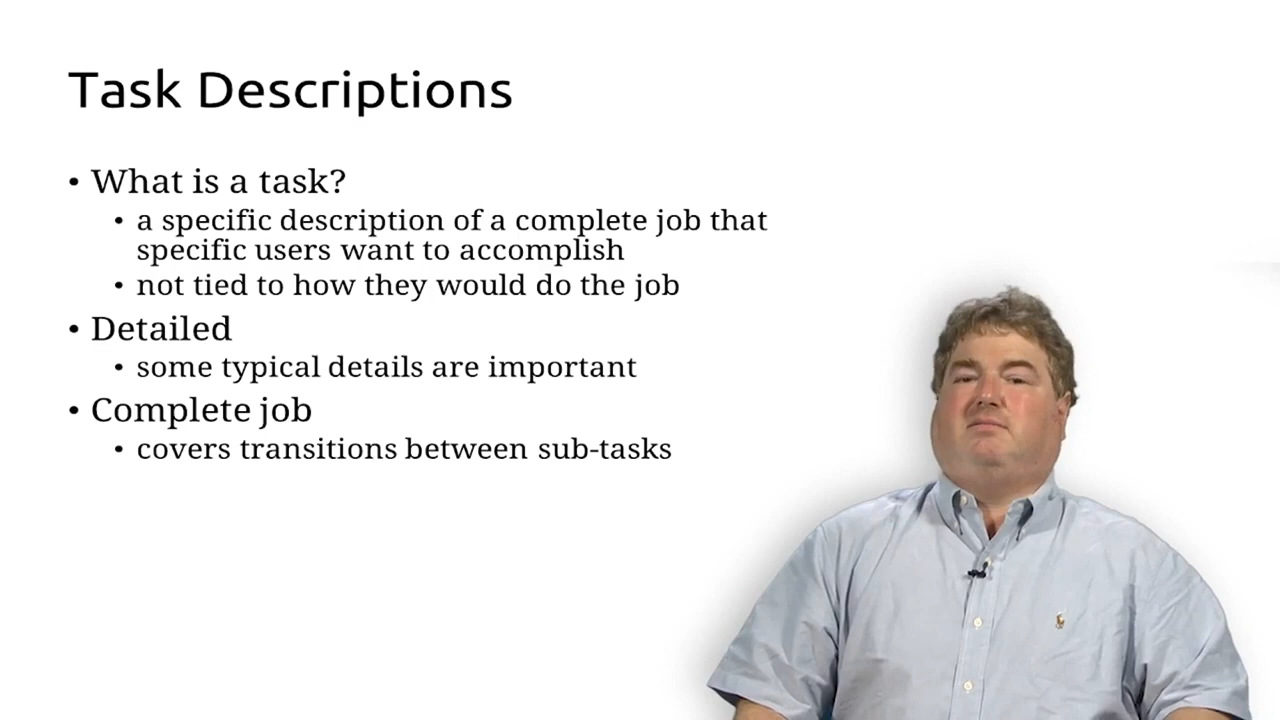 Task Descriptions
• What is a task?
• a specific description of a complete job that
specific users want to accomplish
• not tied to how they would do the job
• Detailed
• some typical details are important
• Complete job
• covers transitions between sub-tasks